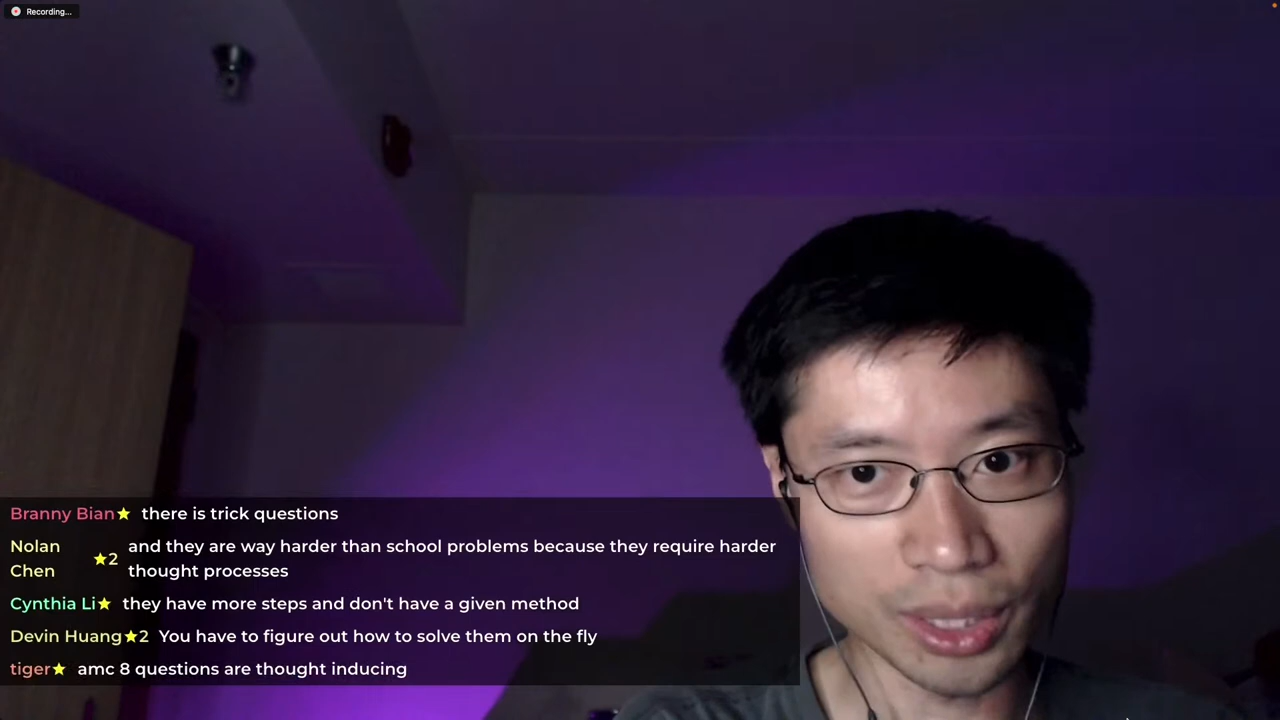 Recording...
Branny Bian⭐ there is trick questions
Nolan Chen ⭐2 and they are way harder than school problems because they require harder
thought processes
Cynthia Li⭐ they have more steps and don't have a given method
Devin Huang⭐2 You have to figure out how to solve them on the fly
tiger⭐ amc 8 questions are thought inducing